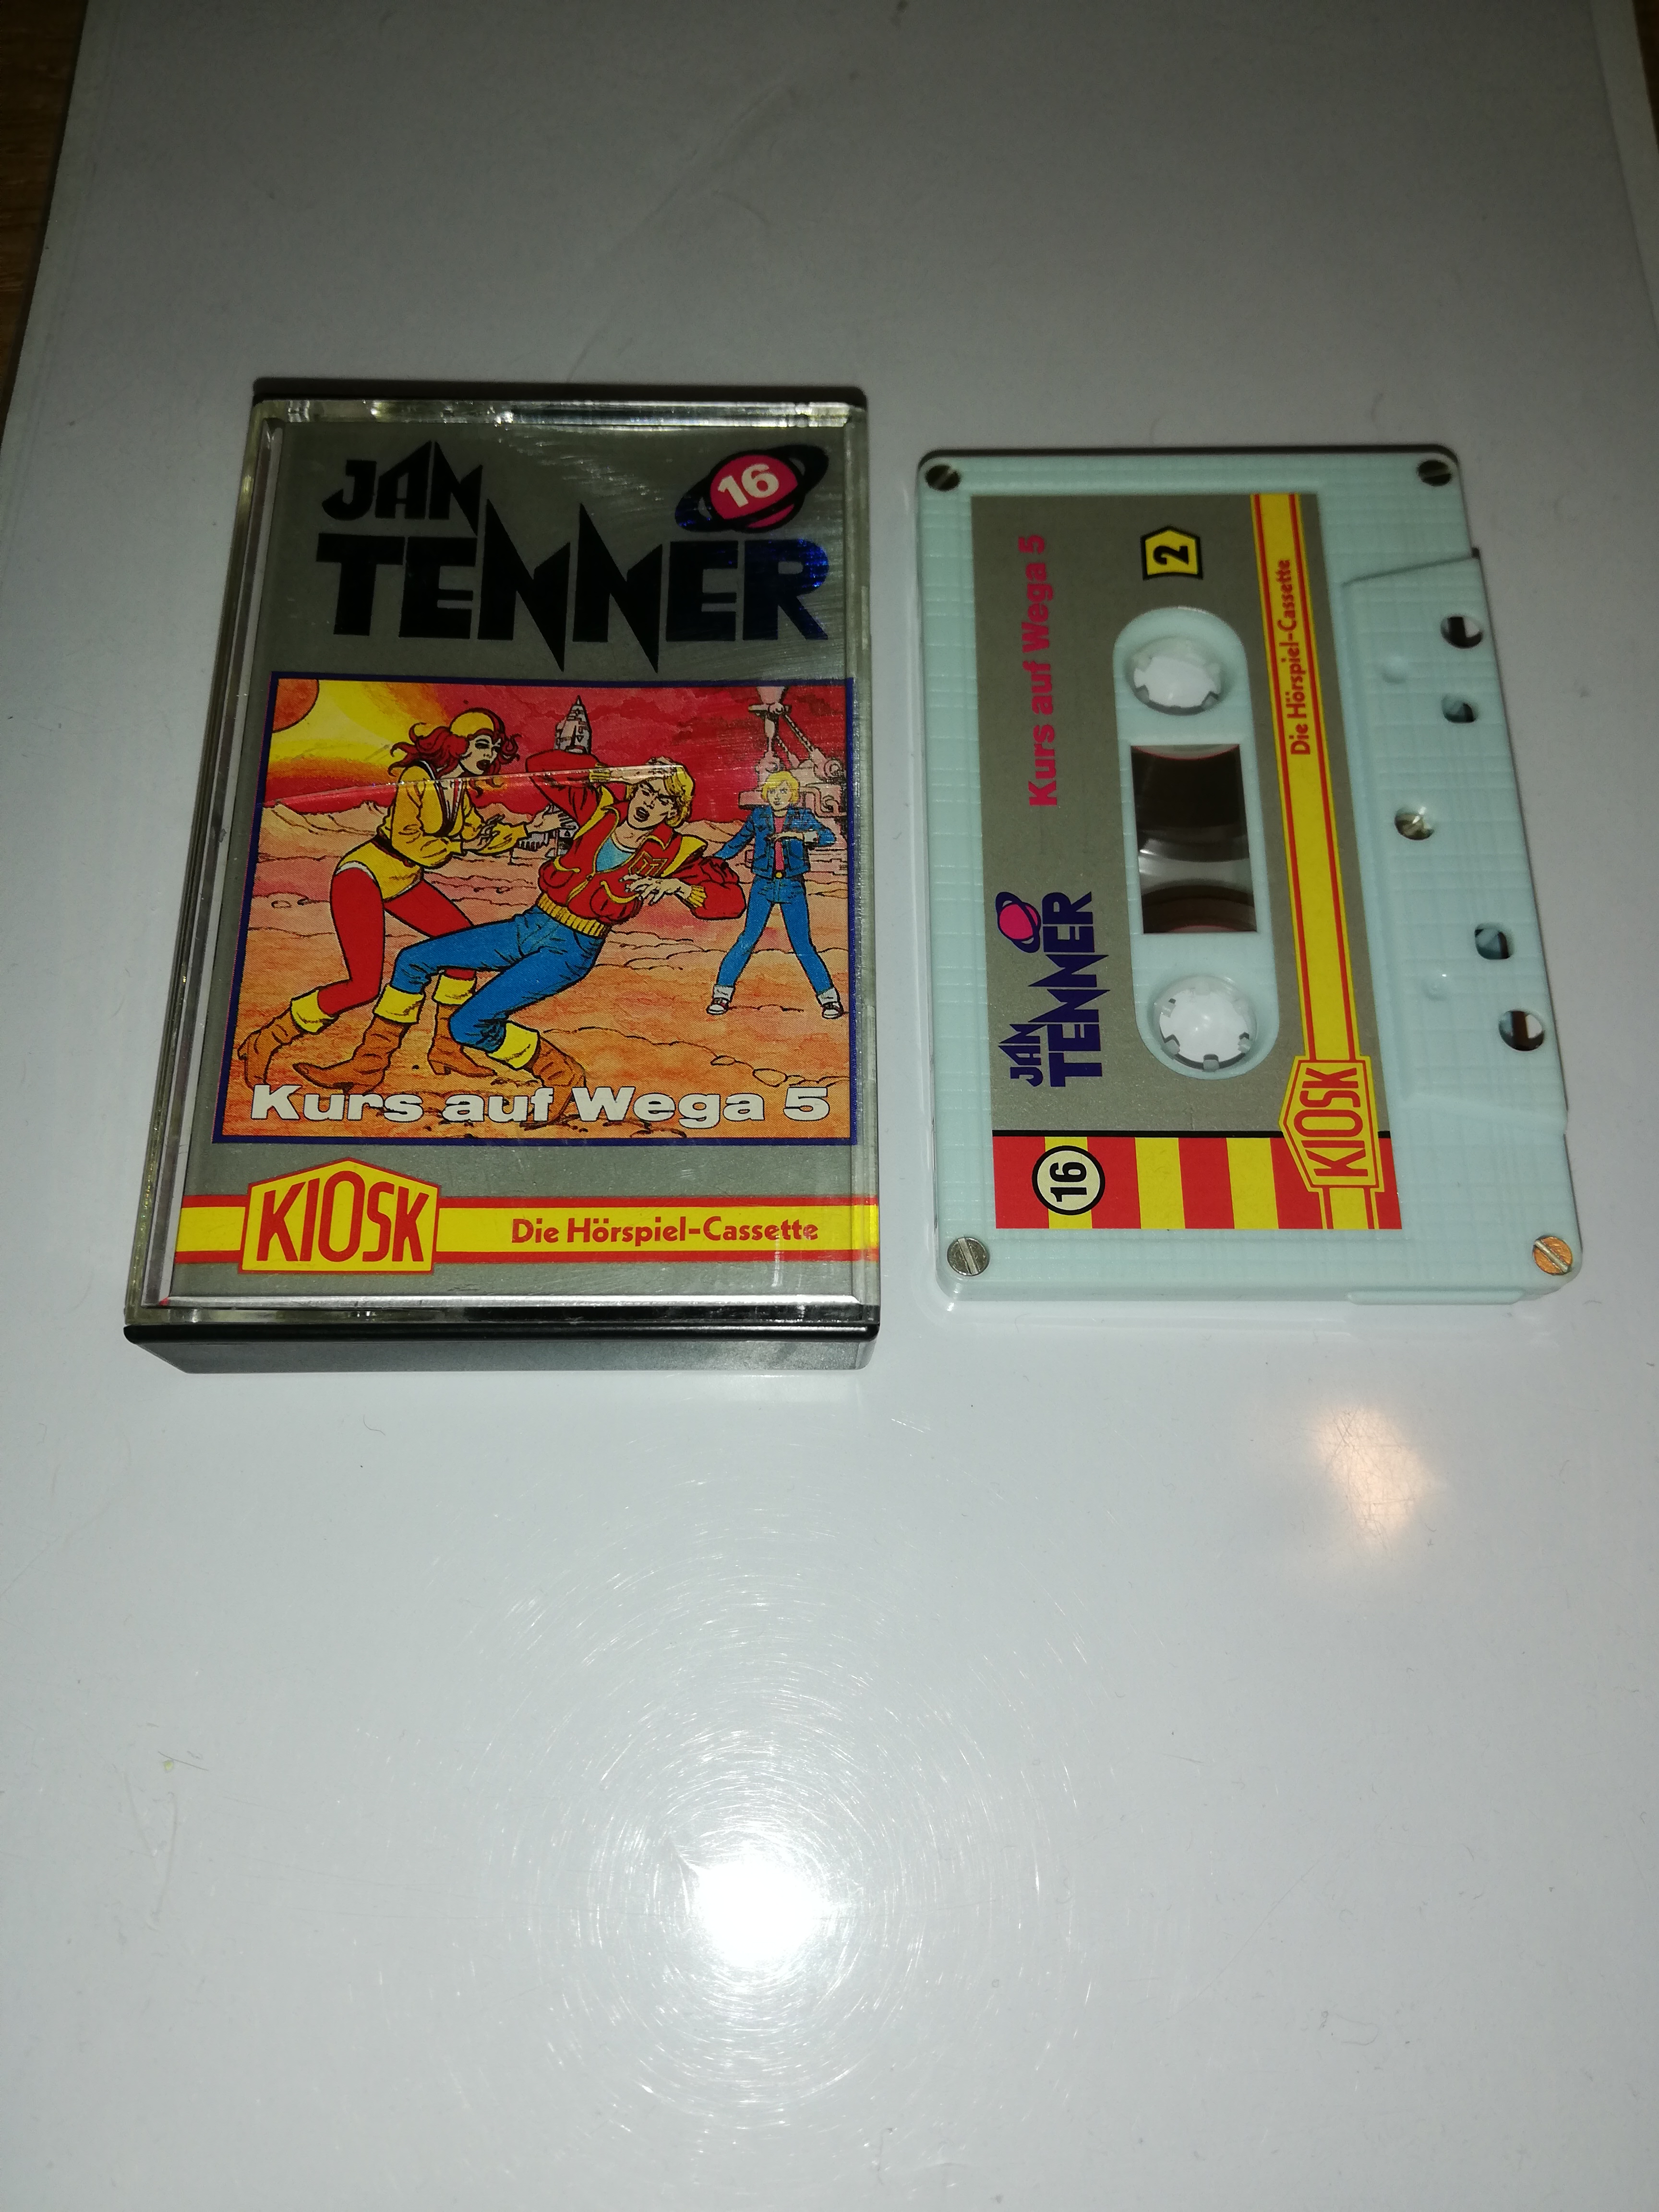 JAN
TENNER
16
Kurs auf Wega 5
KIOSK
Die Hörspiel-Cassette
Kurs auf Wega 5
JAN
TENNER
2
16
KIOSK
Die Hörspiel-Cassette